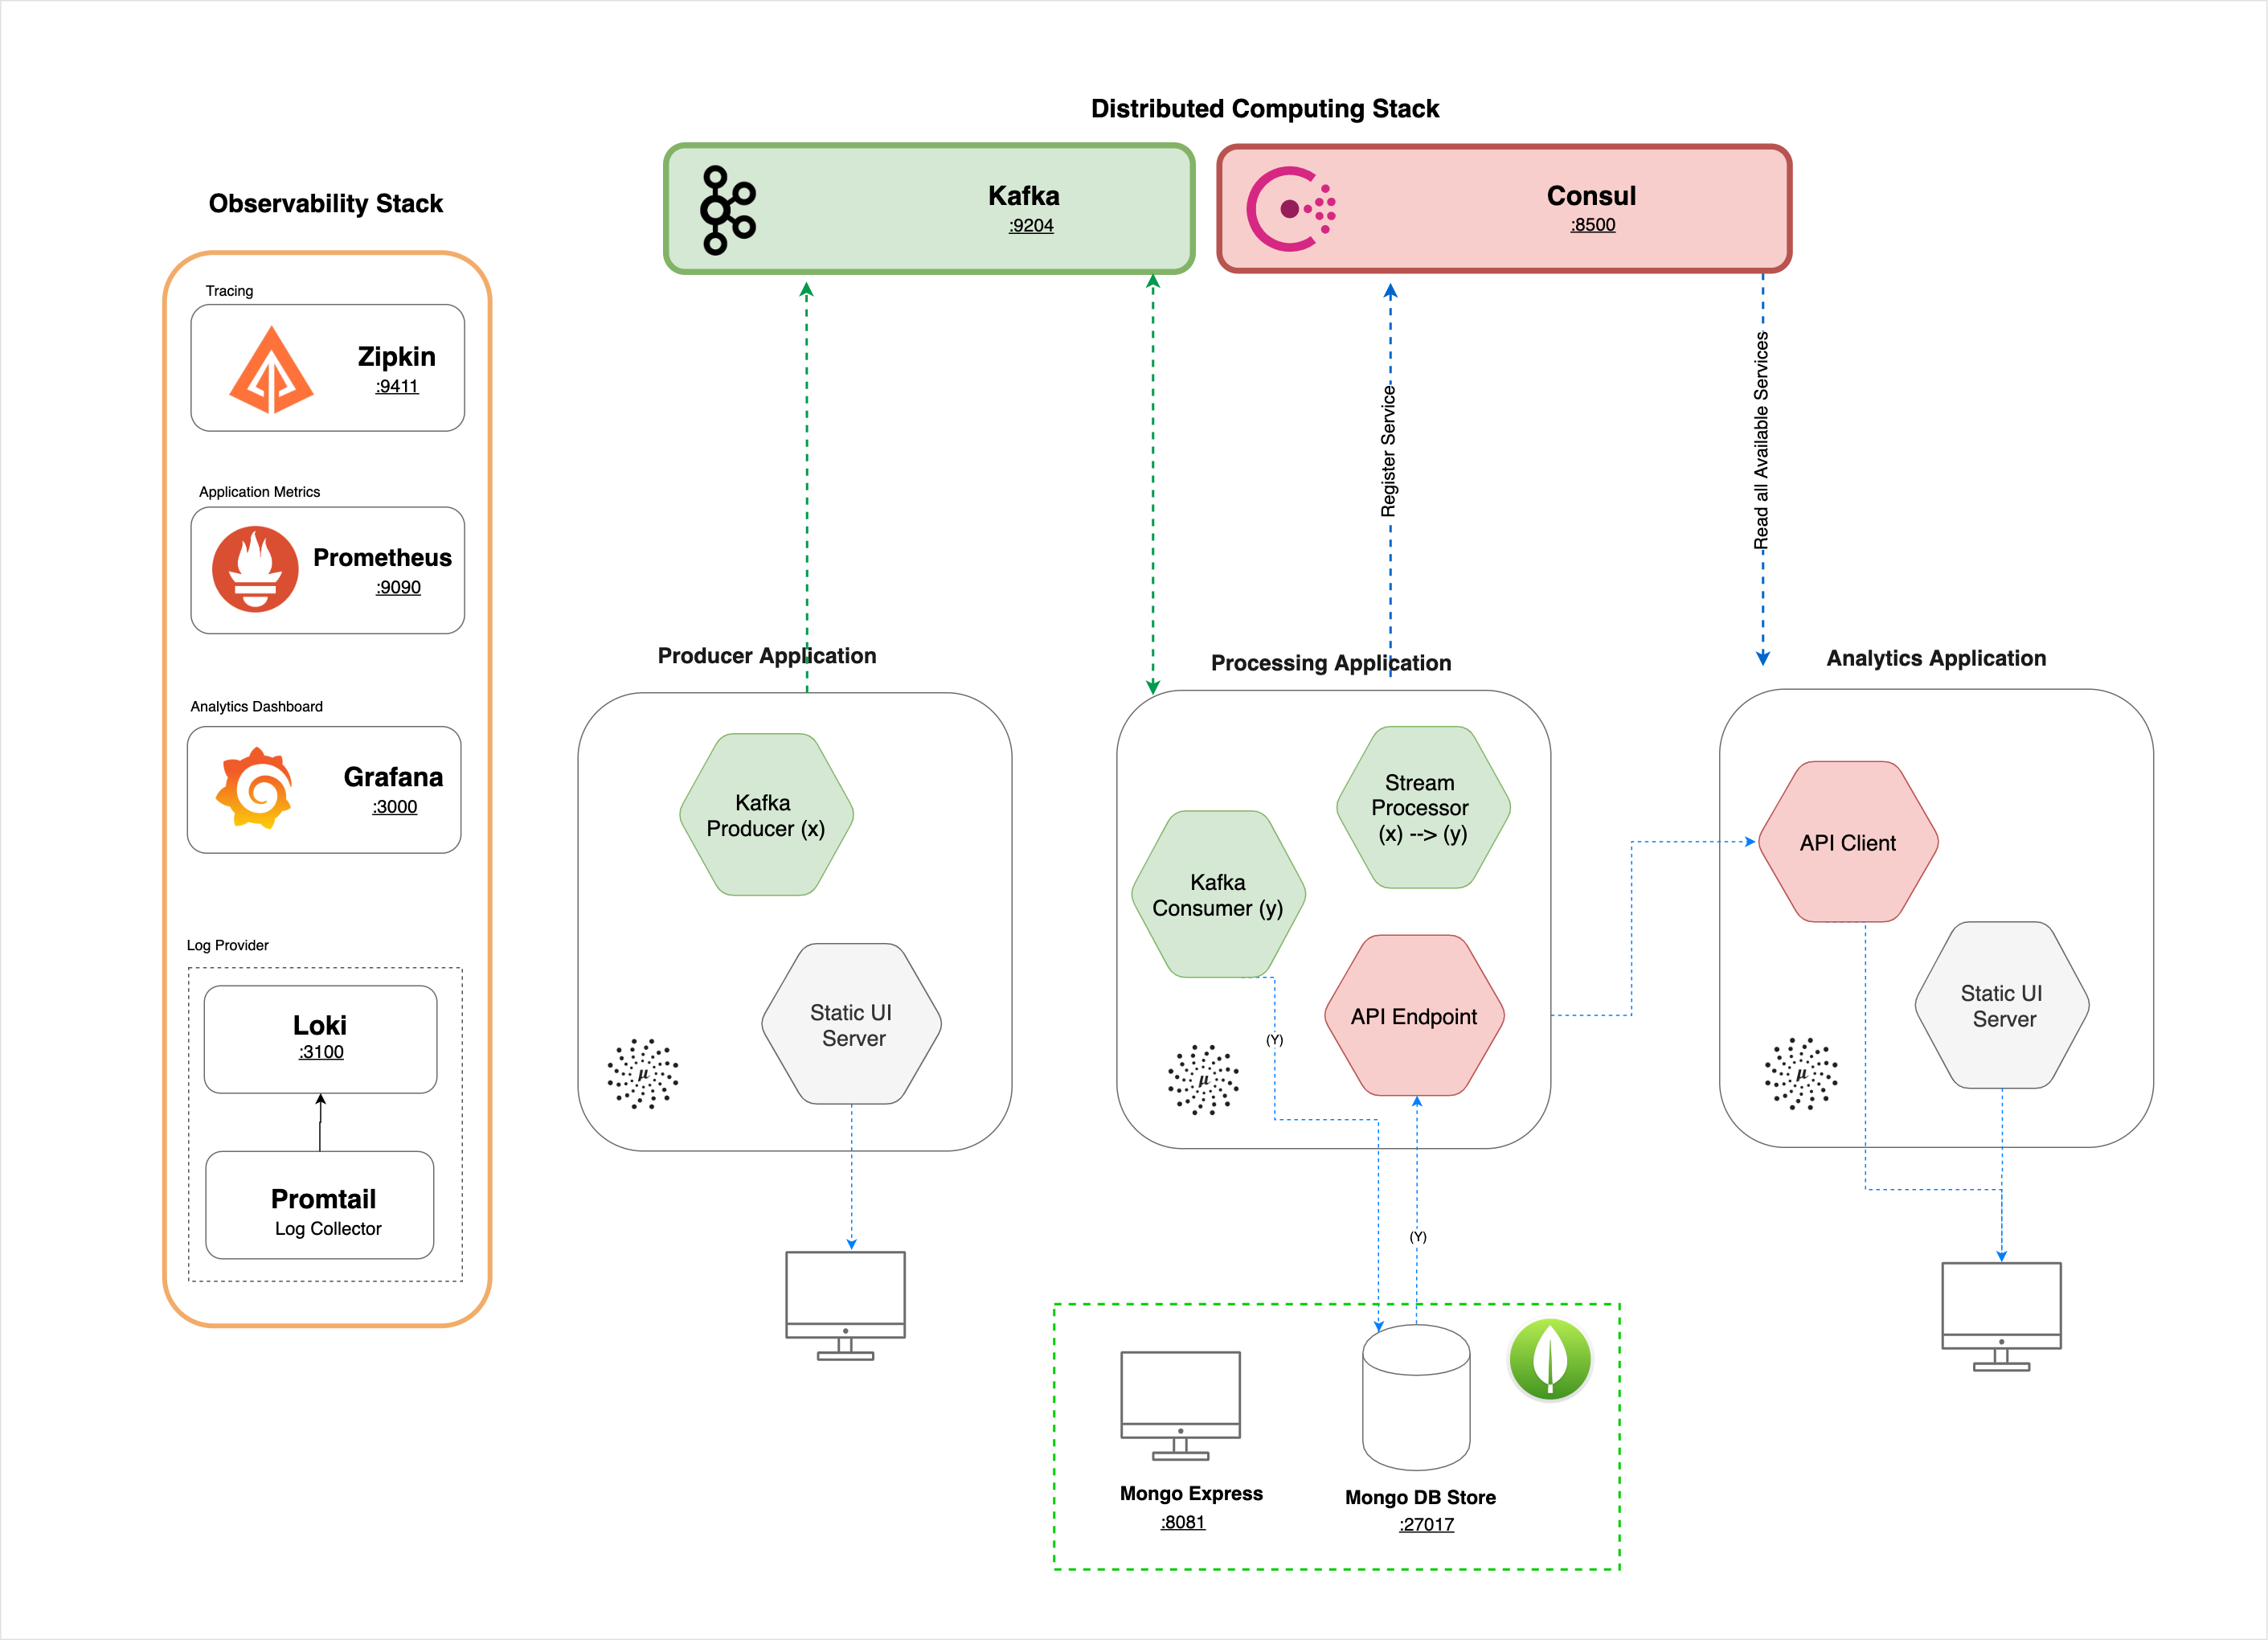 Distributed Computing Stack
Kafka
:9204
Consul
:8500
Observability Stack
Tracing
Zipkin
:9411
Application Metrics
Prometheus
:9090
Analytics Dashboard
Grafana
:3000
Log Provider
Loki
:3100
Promtail
Log Collector
Register Service
Read all Available Services
Producer Application
Kafka
Producer (x)
Static UI
Server
μ
Processing Application
Stream
Processor
(x) --> (y)
Kafka
Consumer (y)
API Endpoint
μ
(Y)
(Y)
Analytics Application
API Client
Static UI
Server
μ
Mongo Express
:8081
Mongo DB Store
:27017